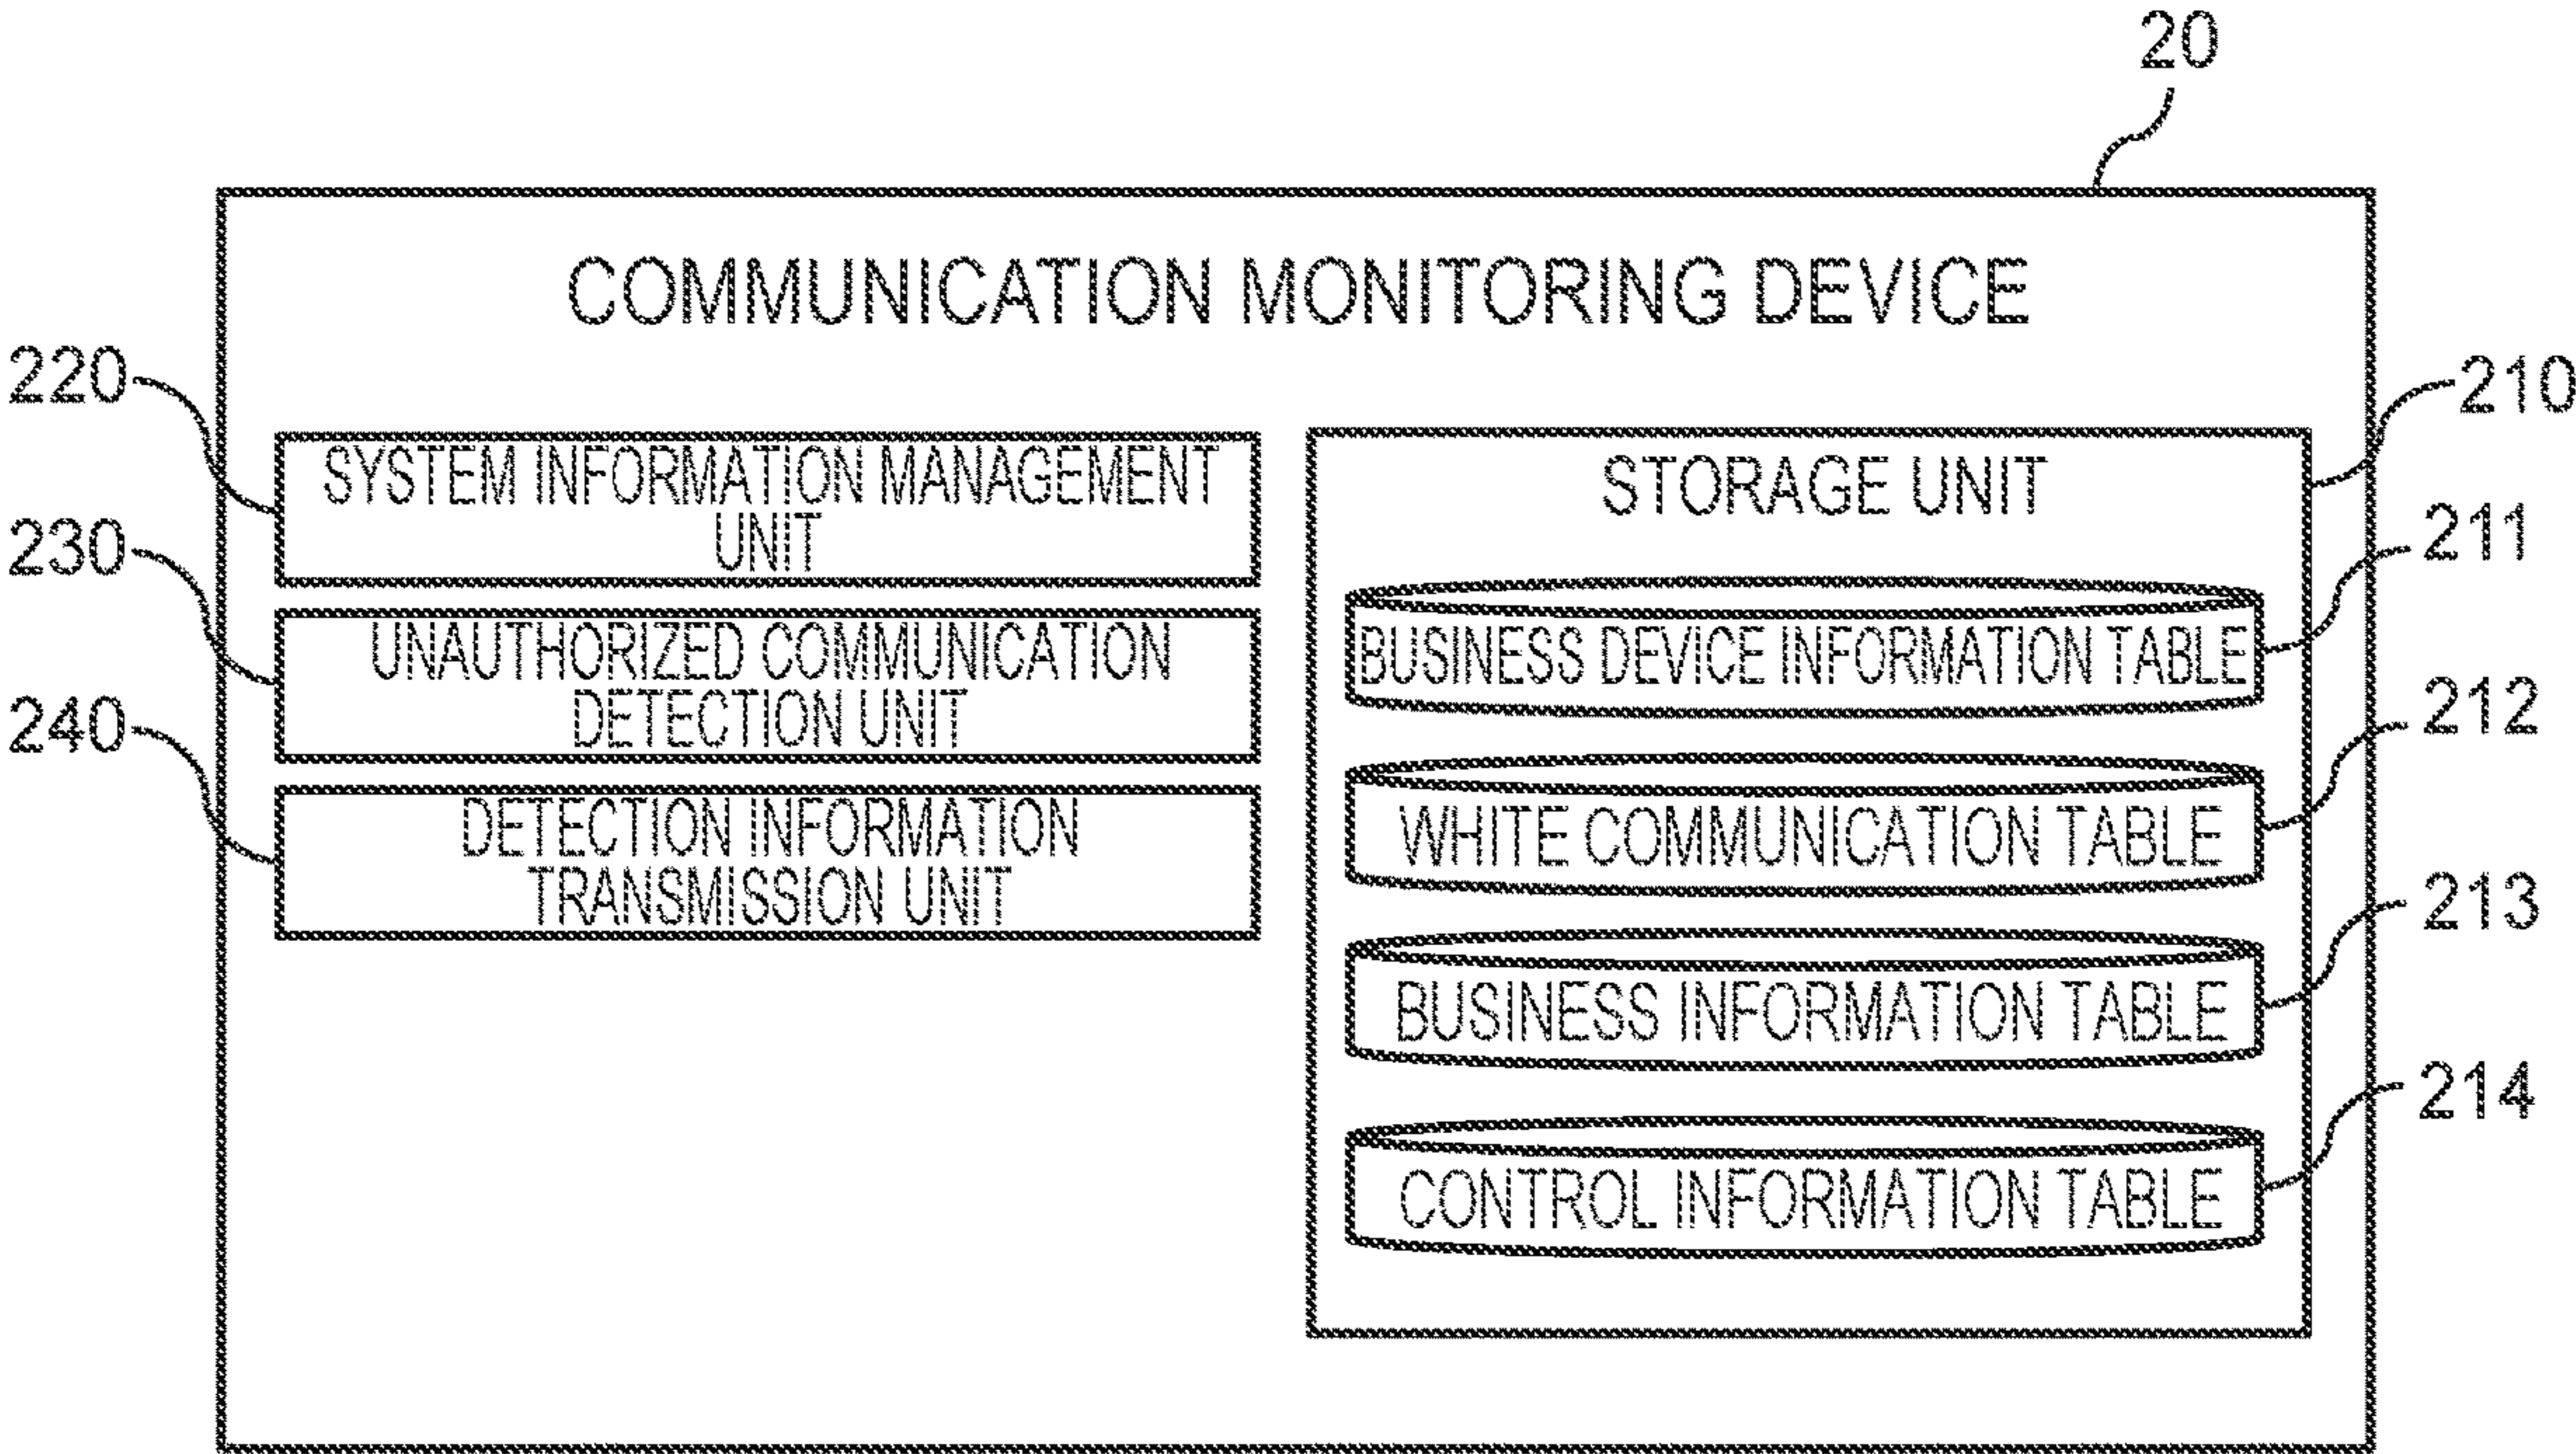 20
COMMUNICATION MONITORING DEVICE
220
SYSTEM INFORMATION MANAGEMENT
UNIT
230
UNAUTHORIZED COMMUNICATION
DETECTION UNIT
240
DETECTION INFORMATION
TRANSMISSION UNIT
210
STORAGE UNIT
211
BUSINESS DEVICE INFORMATION TABLE
212
WHITE COMMUNICATION TABLE
213
BUSINESS INFORMATION TABLE
214
CONTROL INFORMATION TABLE